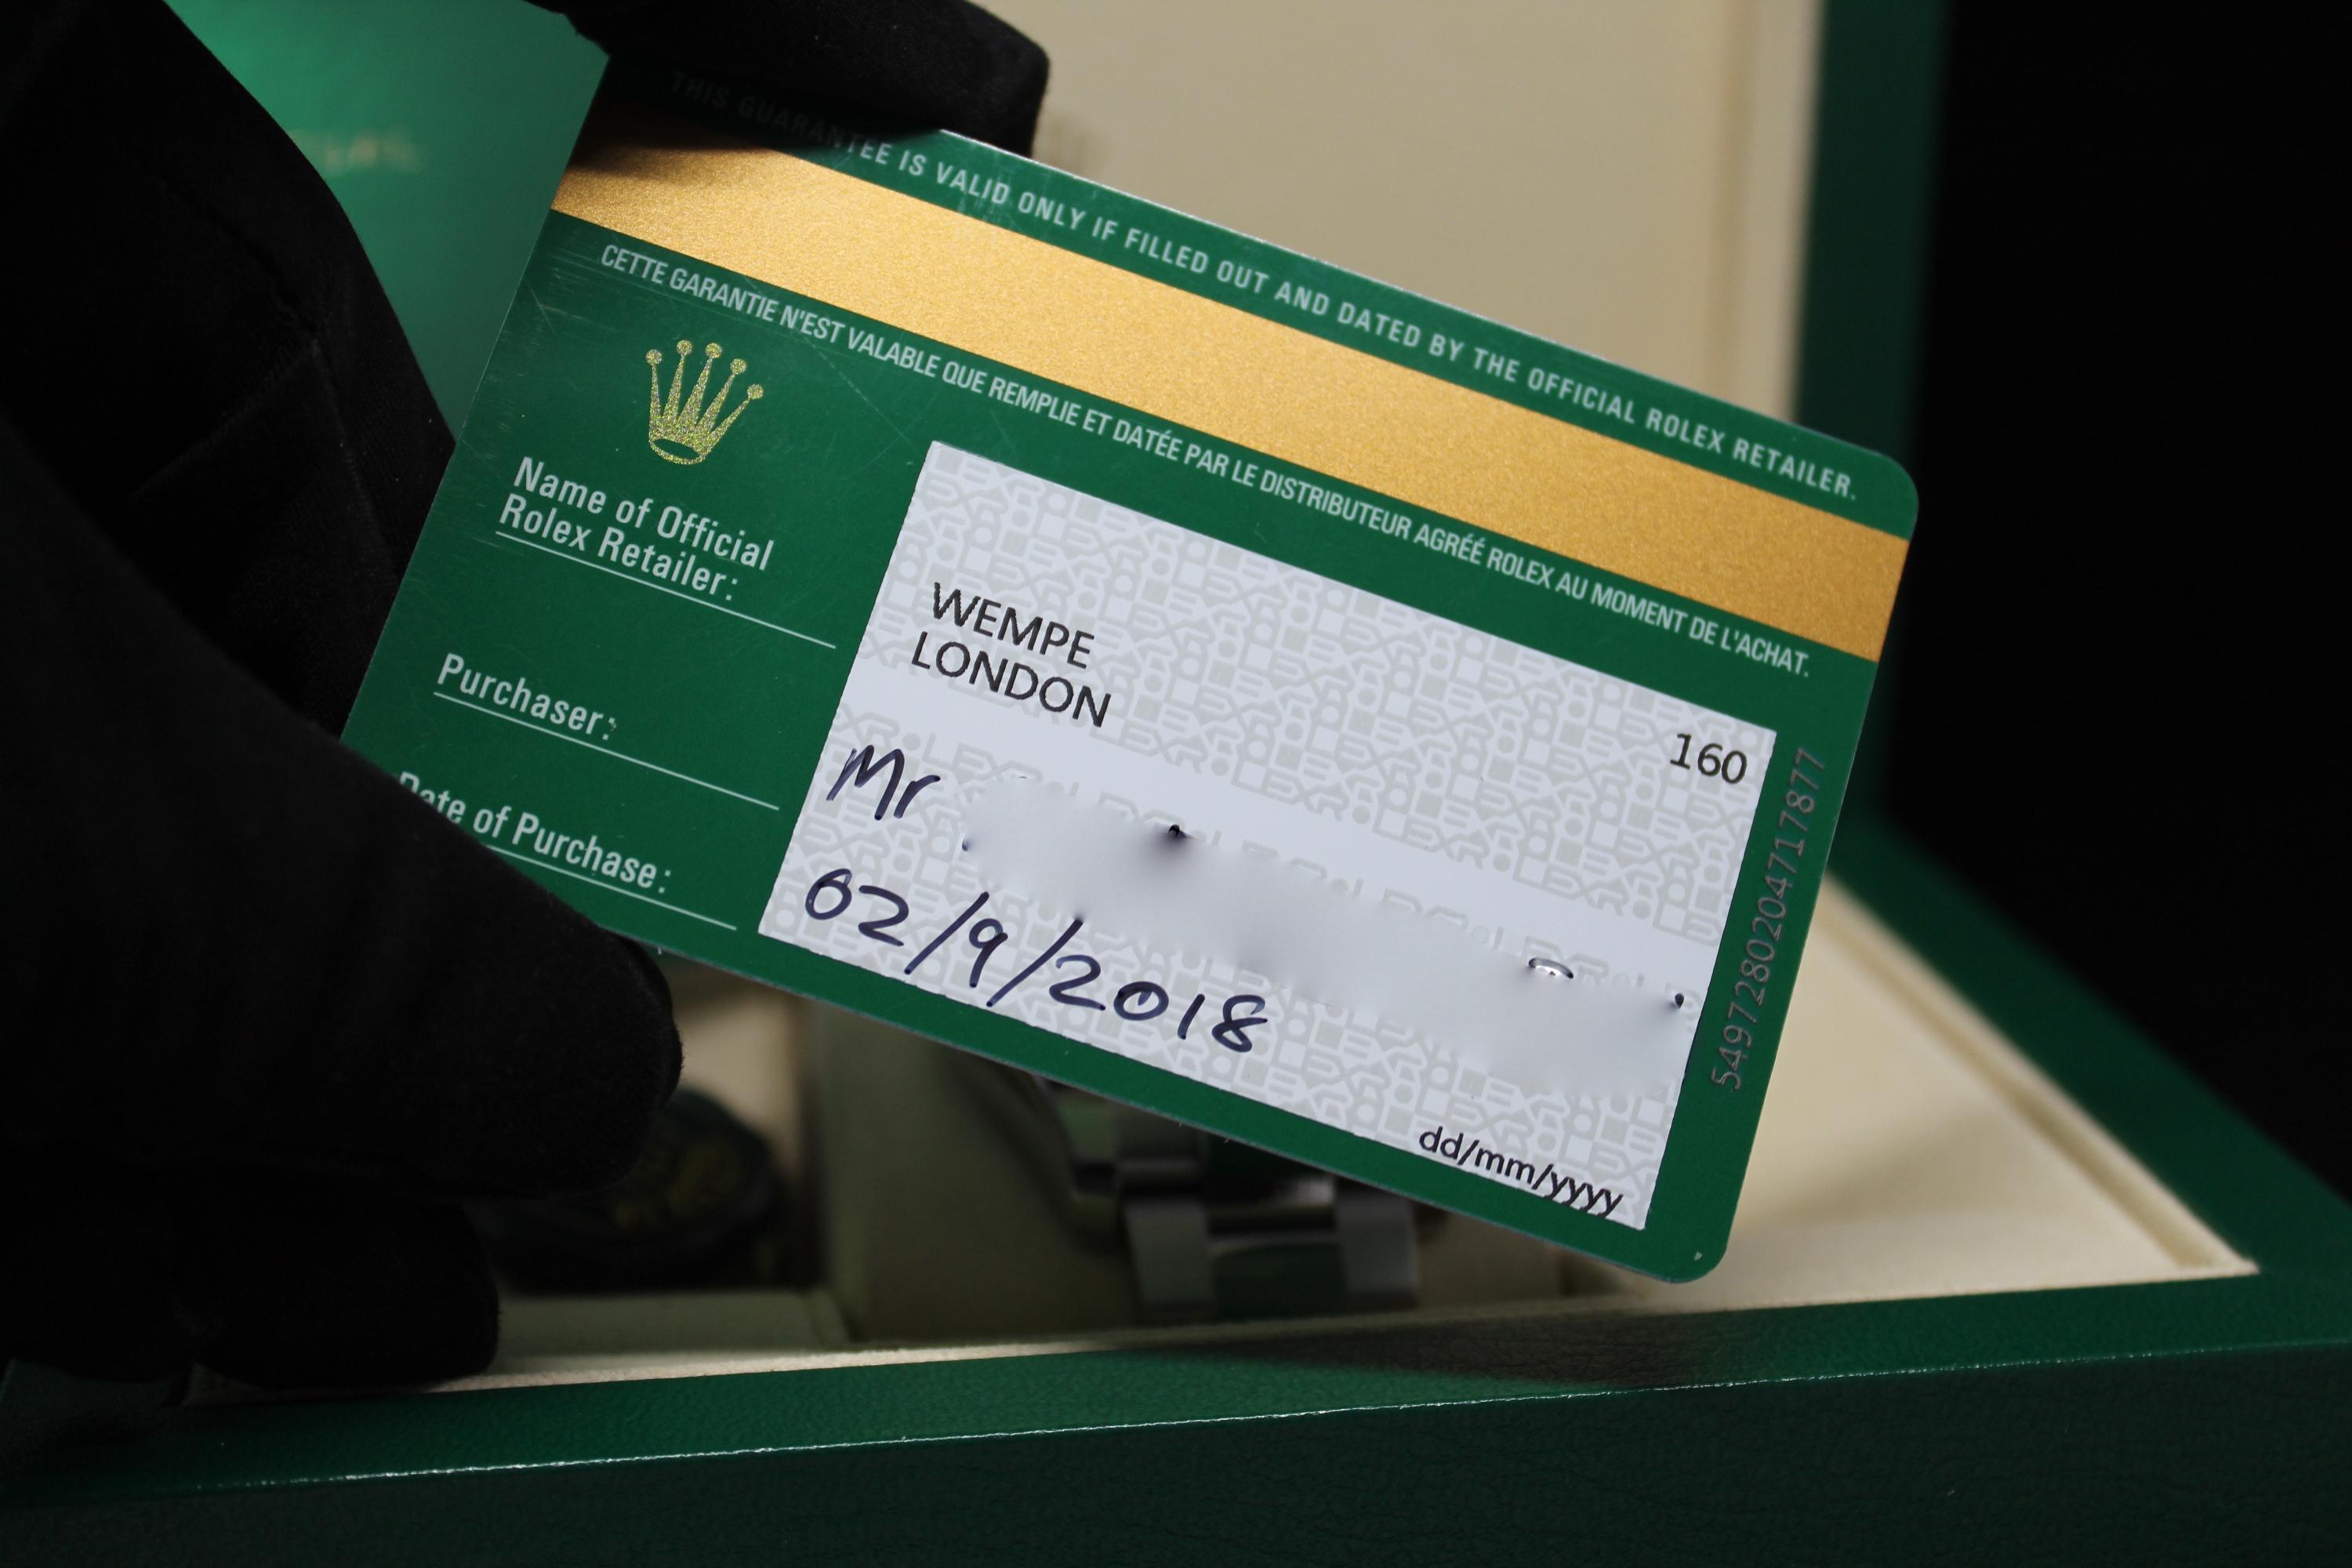 THIS GUARANTEE IS VALID ONLY IF FILLED OUT AND DATED BY THE OFFICIAL ROLEX RETAILER.
CETTE GARANTIE N'EST VALABLE QUE REMPLIE ET DATÉE PAR LE DISTRIBUTEUR AGRÉÉ ROLEX AU MOMENT DE L'ACHAT.
Name of Official
Rolex Retailer:
WEMPE
LONDON
160
Purchaser:
Mr
Date of Purchase:
02/9/2018
dd/mm/yyyy
5497280204717877